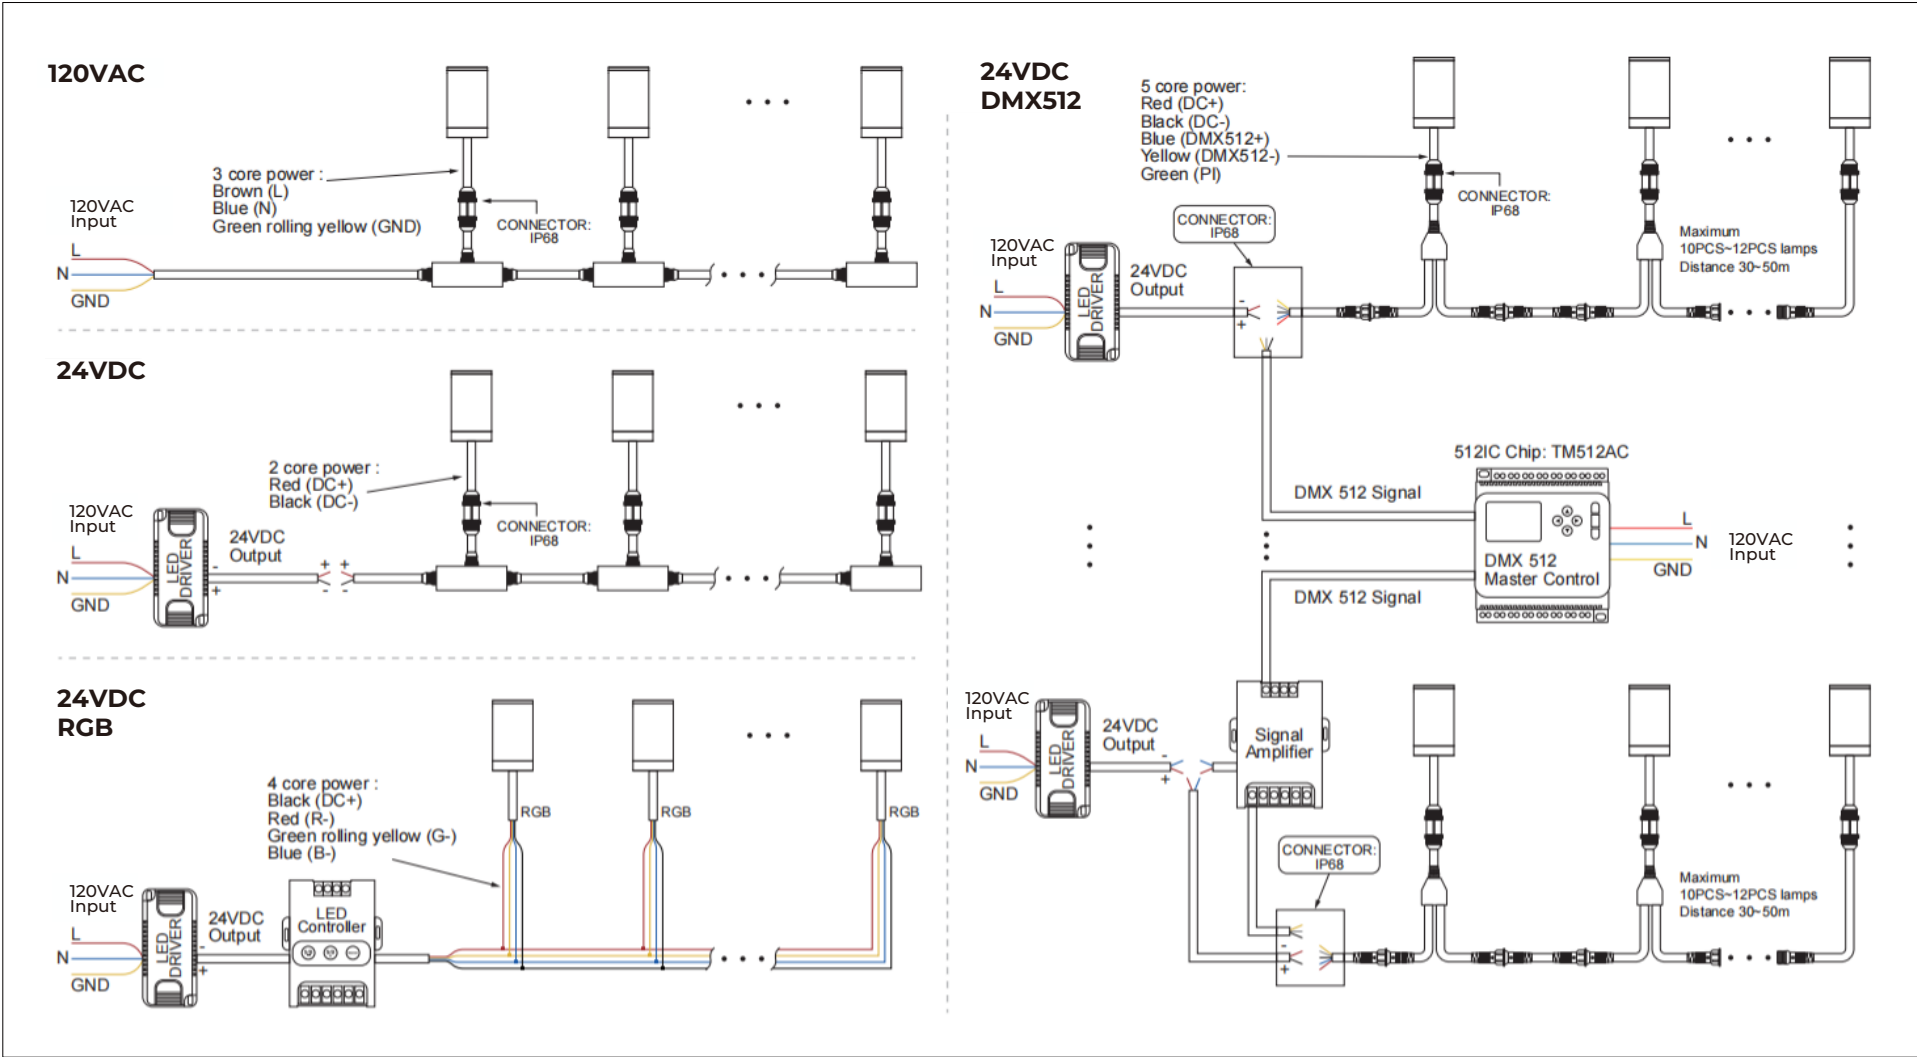 120VAC
3 core power :
Brown (L)
Blue (N)
Green rolling yellow (GND)
120VAC
Input
L
N
GND
CONNECTOR:
IP68
24VDC
2 core power :
Red (DC+)
Black (DC-)
120VAC
Input
L
N
GND
LED
DRIVER
-
+
24VDC
Output
+ +
- -
CONNECTOR:
IP68
24VDC
RGB
4 core power :
Black (DC+)
Red (R-)
Green rolling yellow (G-)
Blue (B-)
RGB
RGB
RGB
120VAC
Input
L
N
GND
LED
DRIVER
-
+
24VDC
Output
LED
Controller
24VDC
DMX512
5 core power:
Red (DC+)
Black (DC-)
Blue (DMX512+)
Yellow (DMX512-)
Green (PI)
CONNECTOR:
IP68
CONNECTOR:
IP68
Maximum
10PCS~12PCS lamps
Distance 30~50m
120VAC
Input
L
N
GND
LED
DRIVER
24VDC
Output
-
+
512IC Chip: TM512AC
DMX 512 Signal
DMX 512
Master Control
L
N
GND
120VAC
Input
DMX 512 Signal
Signal
Amplifier
120VAC
Input
L
N
GND
LED
DRIVER
24VDC
Output
-
+
CONNECTOR:
IP68
-
+
Maximum
10PCS~12PCS lamps
Distance 30~50m